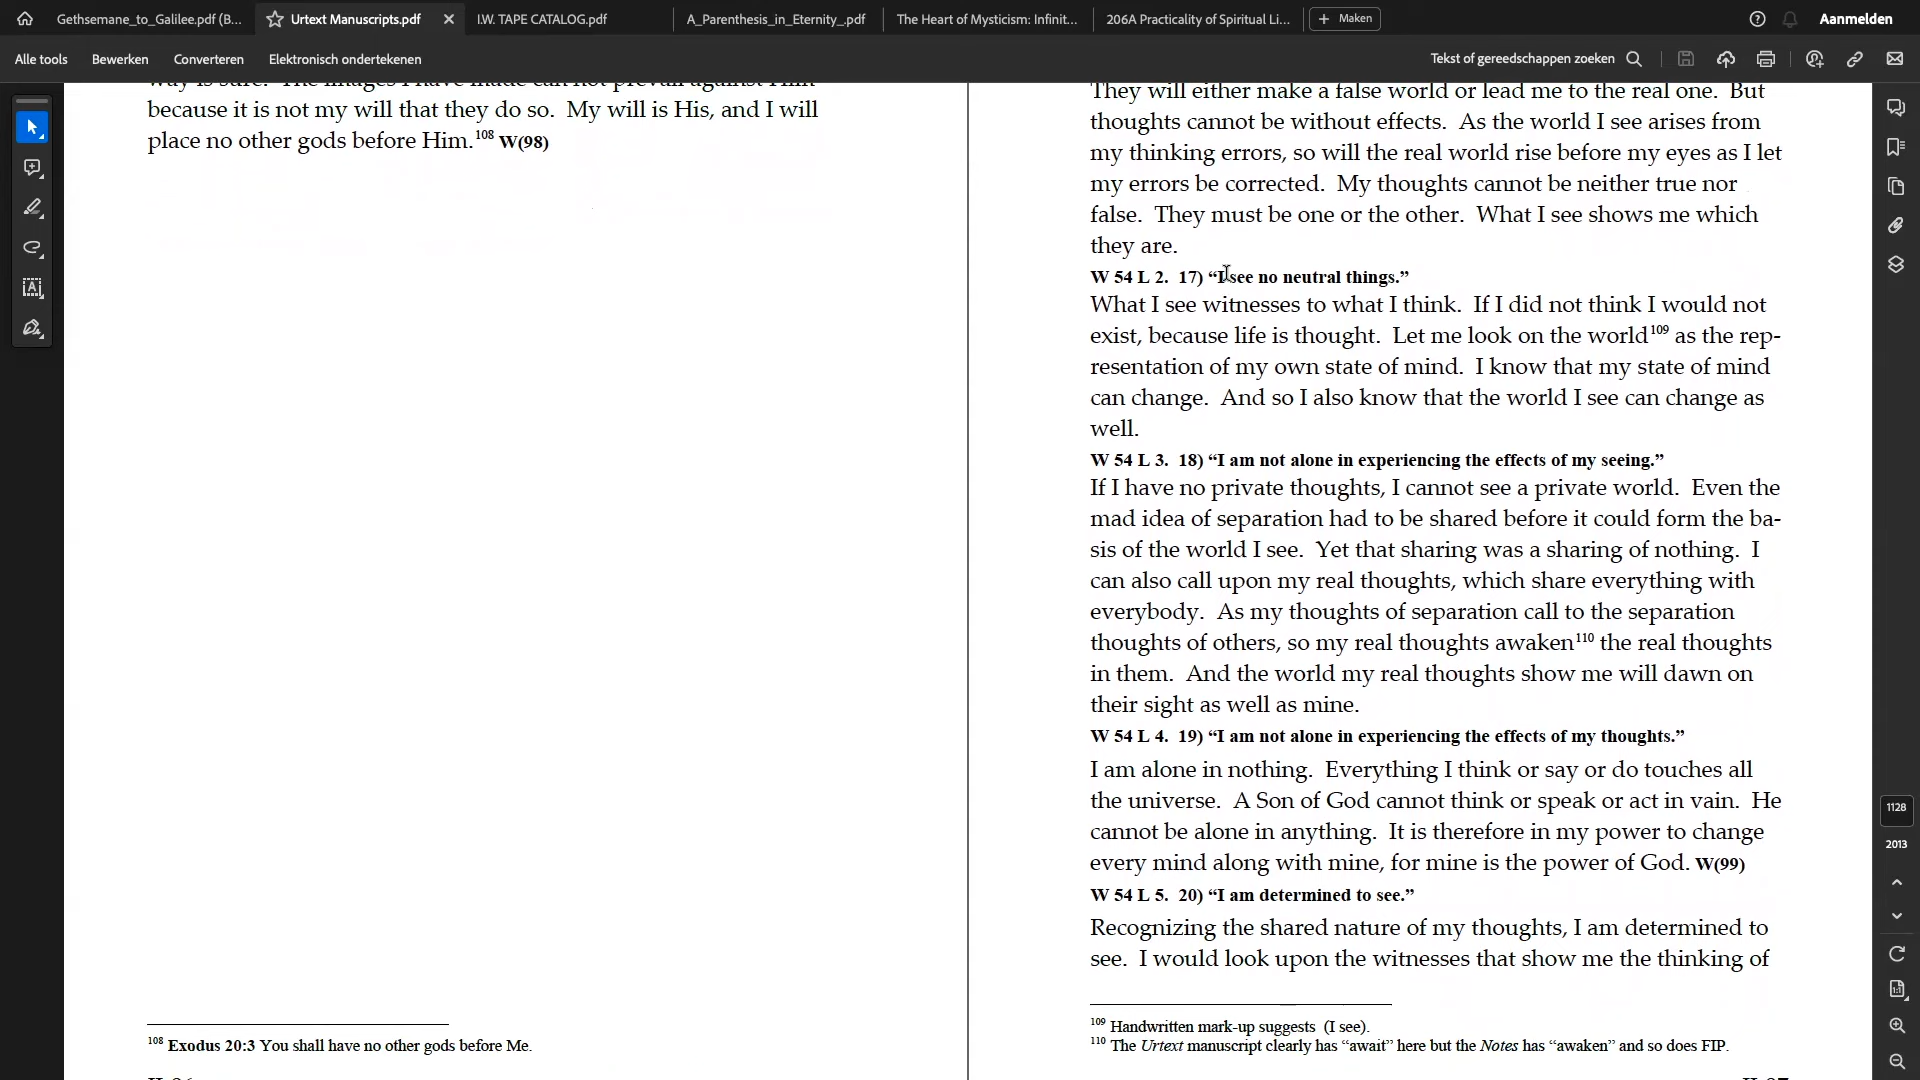 Gethsemane_to_Galilee.pdf (B...
Urtext Manuscripts.pdf
I.W. TAPE CATALOG.pdf
A_Parenthesis_in_Eternity_.pdf
The Heart of Mysticism: Infinit...
206A Practicality of Spiritual Li...
+ Maken
Aanmelden
Alle tools
Bewerken
Converteren
Elektronisch ondertekenen
Tekst of gereedschappen zoeken
way is sure. The images I have made can not prevail against Him
because it is not my will that they do so. My will is His, and I will
place no other gods before Him.108 W(98)
108 Exodus 20:3 You shall have no other gods before Me.
They will either make a false world or lead me to the real one. But
thoughts cannot be without effects. As the world I see arises from
my thinking errors, so will the real world rise before my eyes as I let
my errors be corrected. My thoughts cannot be neither true nor
false. They must be one or the other. What I see shows me which
they are.
W 54 L 2. 17) “I see no neutral things.”
What I see witnesses to what I think. If I did not think I would not
exist, because life is thought. Let me look on the world109 as the rep-
resentation of my own state of mind. I know that my state of mind
can change. And so I also know that the world I see can change as
well.
W 54 L 3. 18) “I am not alone in experiencing the effects of my seeing.”
If I have no private thoughts, I cannot see a private world. Even the
mad idea of separation had to be shared before it could form the ba-
sis of the world I see. Yet that sharing was a sharing of nothing. I
can also call upon my real thoughts, which share everything with
everybody. As my thoughts of separation call to the separation
thoughts of others, so my real thoughts awaken110 the real thoughts
in them. And the world my real thoughts show me will dawn on
their sight as well as mine.
W 54 L 4. 19) “I am not alone in experiencing the effects of my thoughts.”
I am alone in nothing. Everything I think or say or do touches all
the universe. A Son of God cannot think or speak or act in vain. He
cannot be alone in anything. It is therefore in my power to change
every mind along with mine, for mine is the power of God. W(99)
W 54 L 5. 20) “I am determined to see.”
Recognizing the shared nature of my thoughts, I am determined to
see. I would look upon the witnesses that show me the thinking of
109 Handwritten mark-up suggests (I see).
110 The Urtext manuscript clearly has “await” here but the Notes has “awaken” and so does FIP.
1128
2013